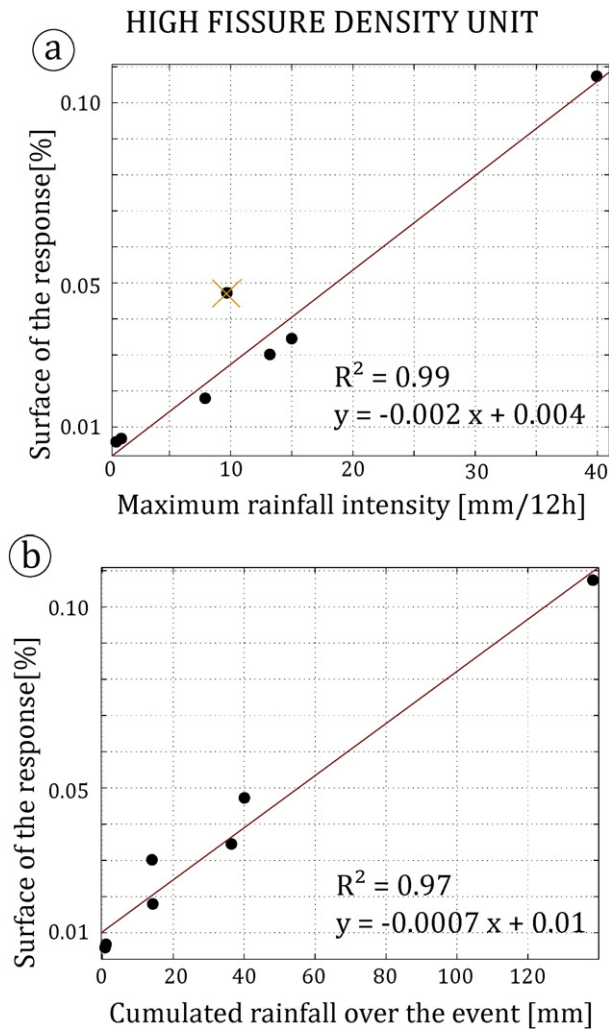 HIGH FISSURE DENSITY UNIT
a
Surface of the response[%]
0.10
0.05
0.01
R² = 0.99
y = -0.002 x + 0.004
0 10 20 30 40
Maximum rainfall intensity [mm/12h]
b
Surface of the response[%]
0.10
0.05
0.01
R² = 0.97
y = -0.0007 x + 0.01
0 20 40 60 80 100 120
Cumulated rainfall over the event [mm]